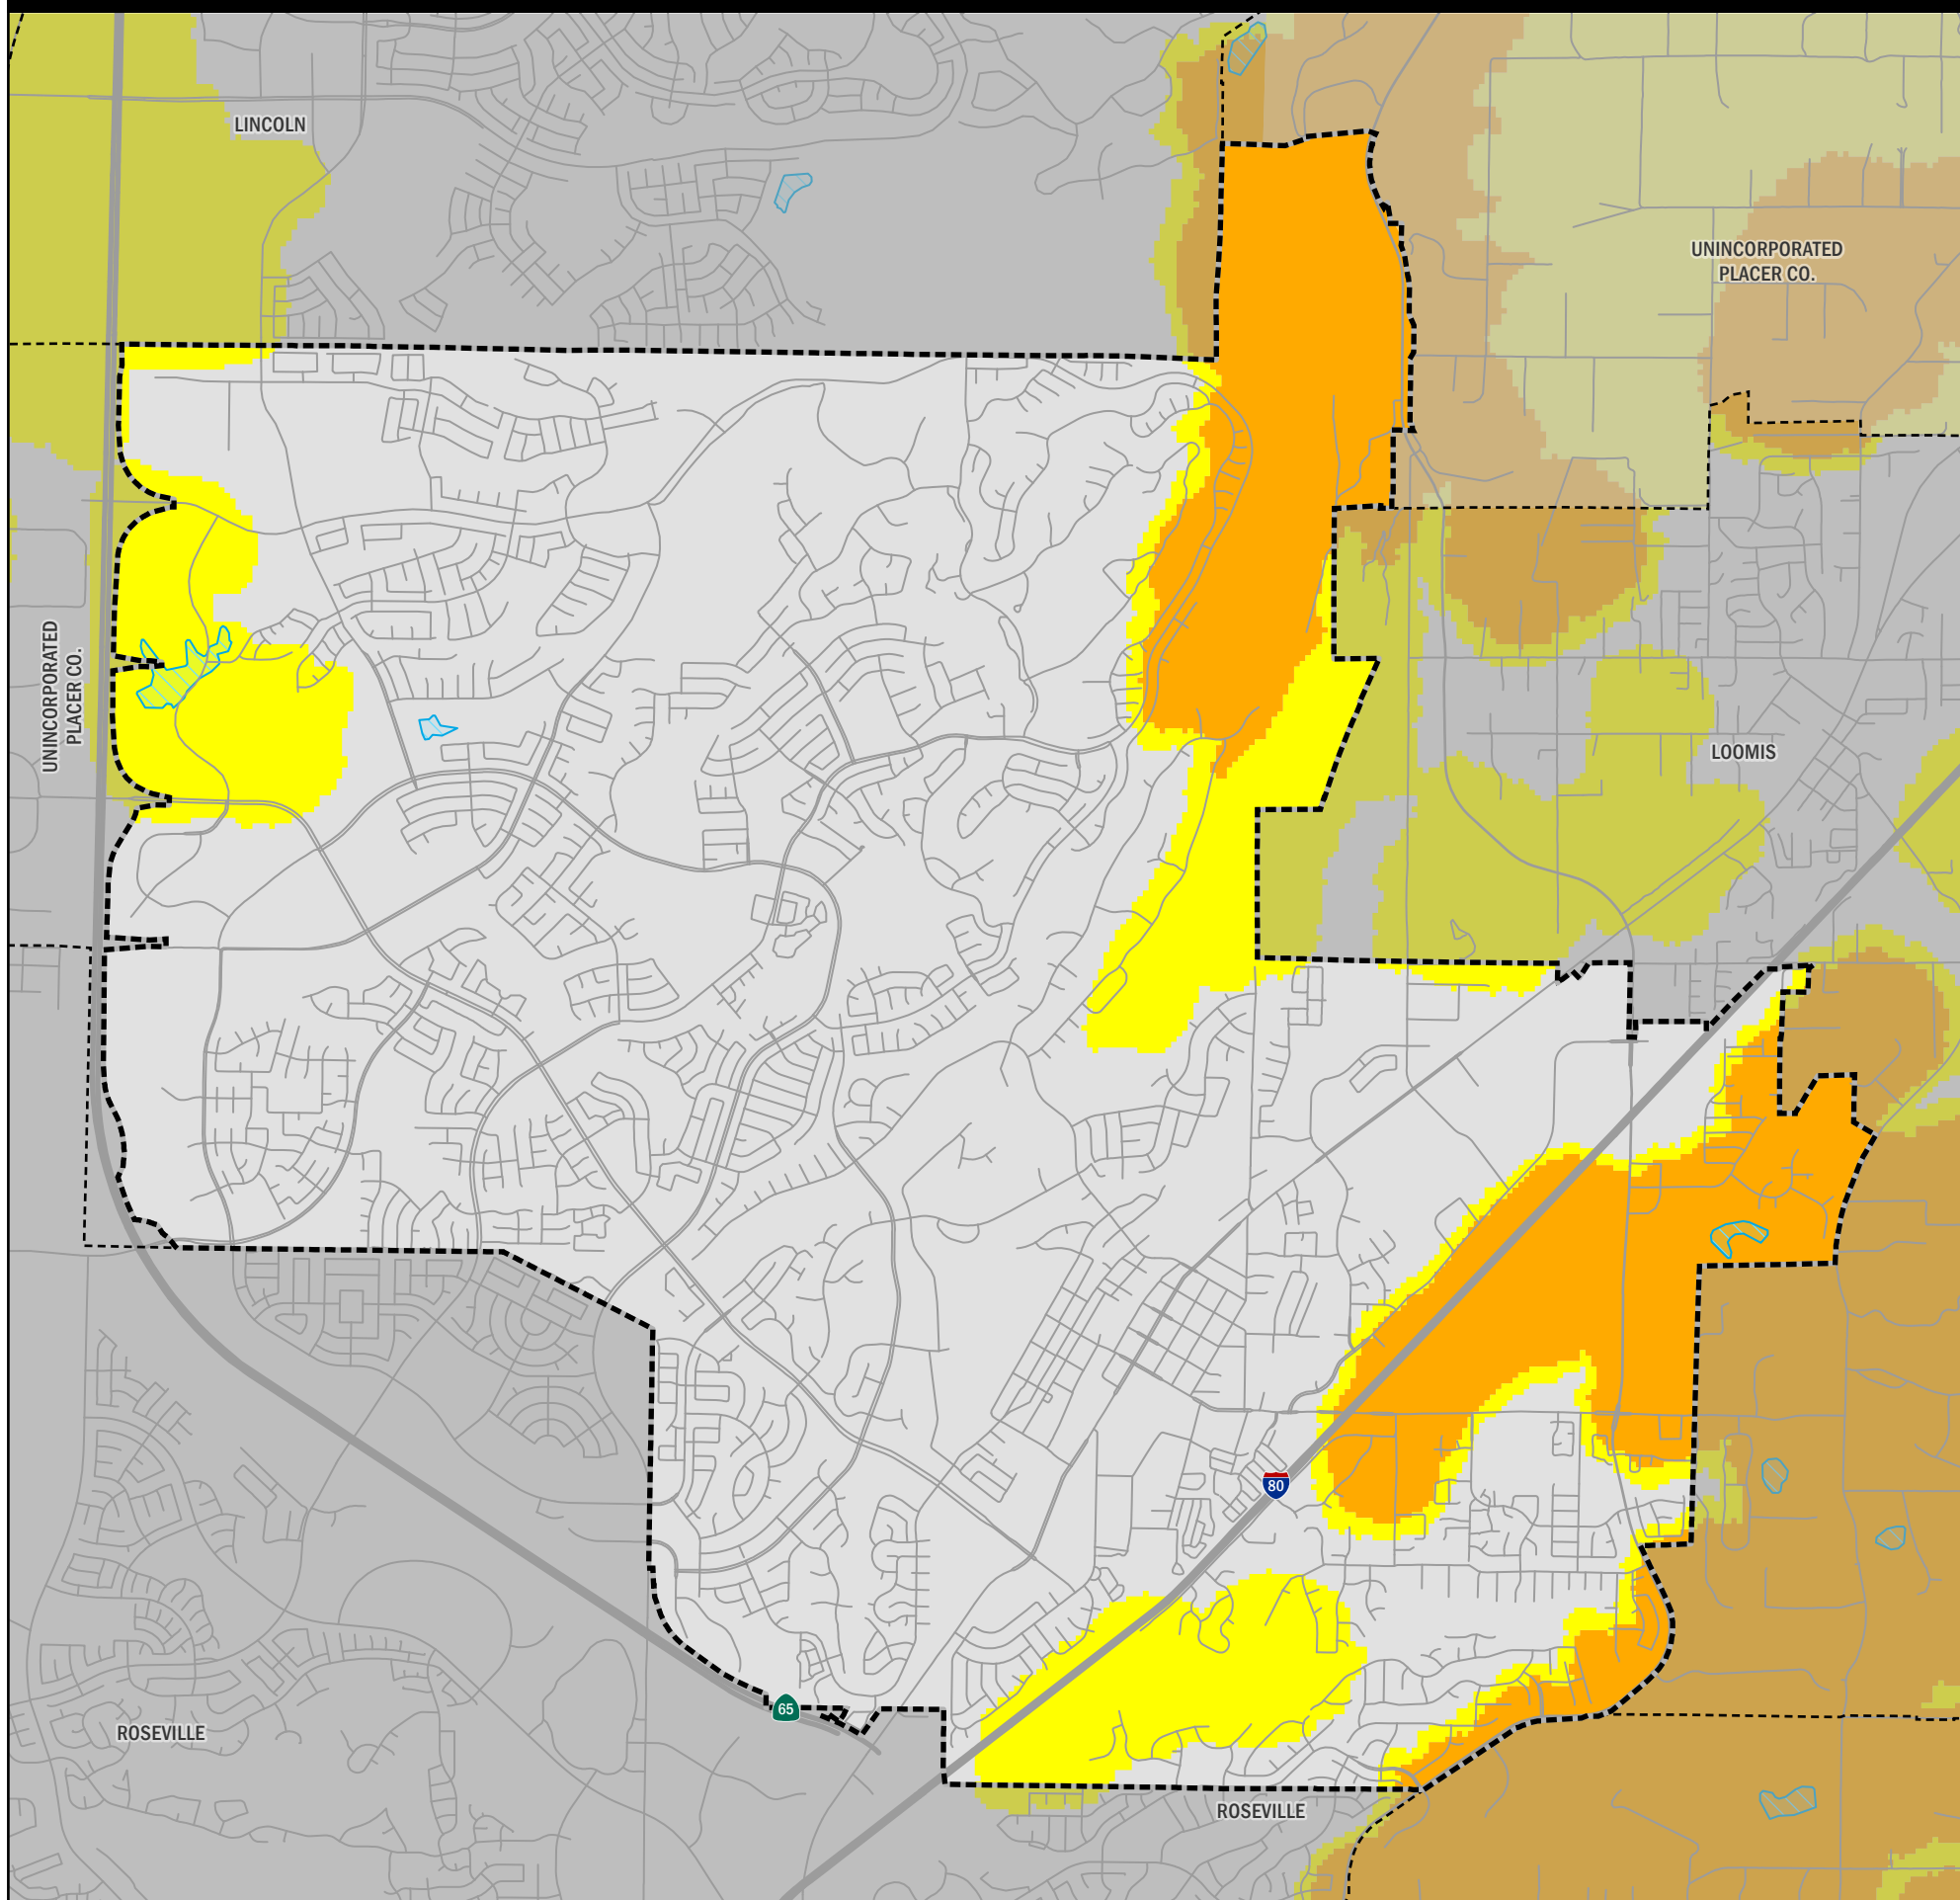 LINCOLN
UNINCORPORATED
PLACER CO.
UNINCORPORATED
PLACER CO.
LOOMIS
80
65
ROSEVILLE
ROSEVILLE